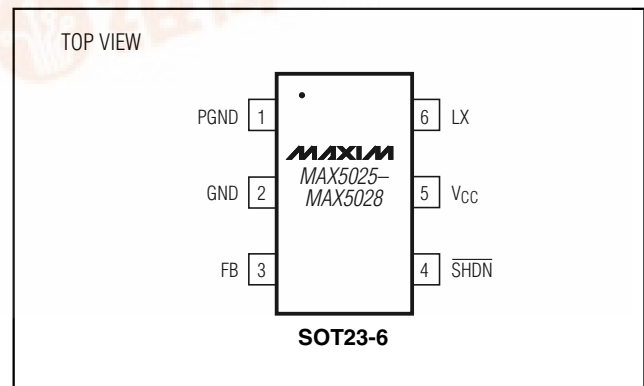 TOP VIEW
PGND 1
6 LX
MAXIM
MAX5025–
MAX5028
GND 2
5 VCC
FB 3
4 SHDN
SOT23-6